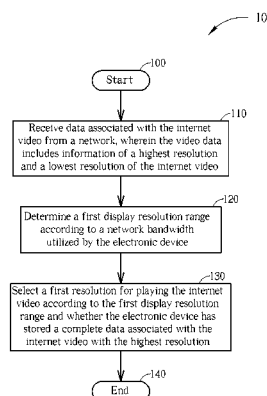 10
100
Start
110
Receive data associated with the internet
video from a network, wherein the video data
includes information of a highest resolution
and a lowest resolution of the internet video
120
Determine a first display resolution range
according to a network bandwidth
utilized by the electronic device
130
Select a first resolution for playing the internet
video according to the first display resolution
range and whether the electronic device has
stored a complete data associated with the
internet video with the highest resolution
140
End